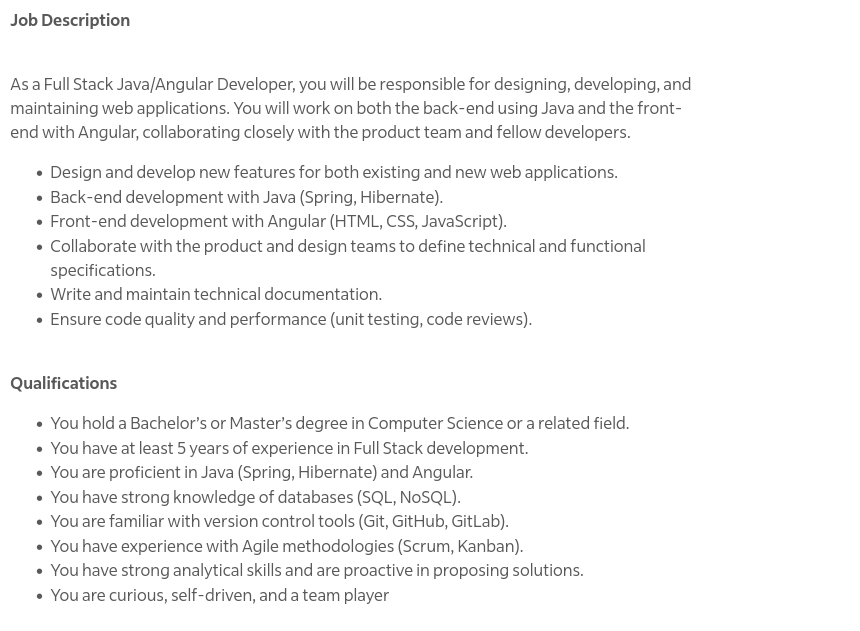 Job Description
As a Full Stack Java/Angular Developer, you will be responsible for designing, developing, and
maintaining web applications. You will work on both the back-end using Java and the front-
end with Angular, collaborating closely with the product team and fellow developers.
• Design and develop new features for both existing and new web applications.
• Back-end development with Java (Spring, Hibernate).
• Front-end development with Angular (HTML, CSS, JavaScript).
• Collaborate with the product and design teams to define technical and functional
specifications.
• Write and maintain technical documentation.
• Ensure code quality and performance (unit testing, code reviews).
Qualifications
• You hold a Bachelor’s or Master’s degree in Computer Science or a related field.
• You have at least 5 years of experience in Full Stack development.
• You are proficient in Java (Spring, Hibernate) and Angular.
• You have strong knowledge of databases (SQL, NoSQL).
• You are familiar with version control tools (Git, GitHub, GitLab).
• You have experience with Agile methodologies (Scrum, Kanban).
• You have strong analytical skills and are proactive in proposing solutions.
• You are curious, self-driven, and a team player